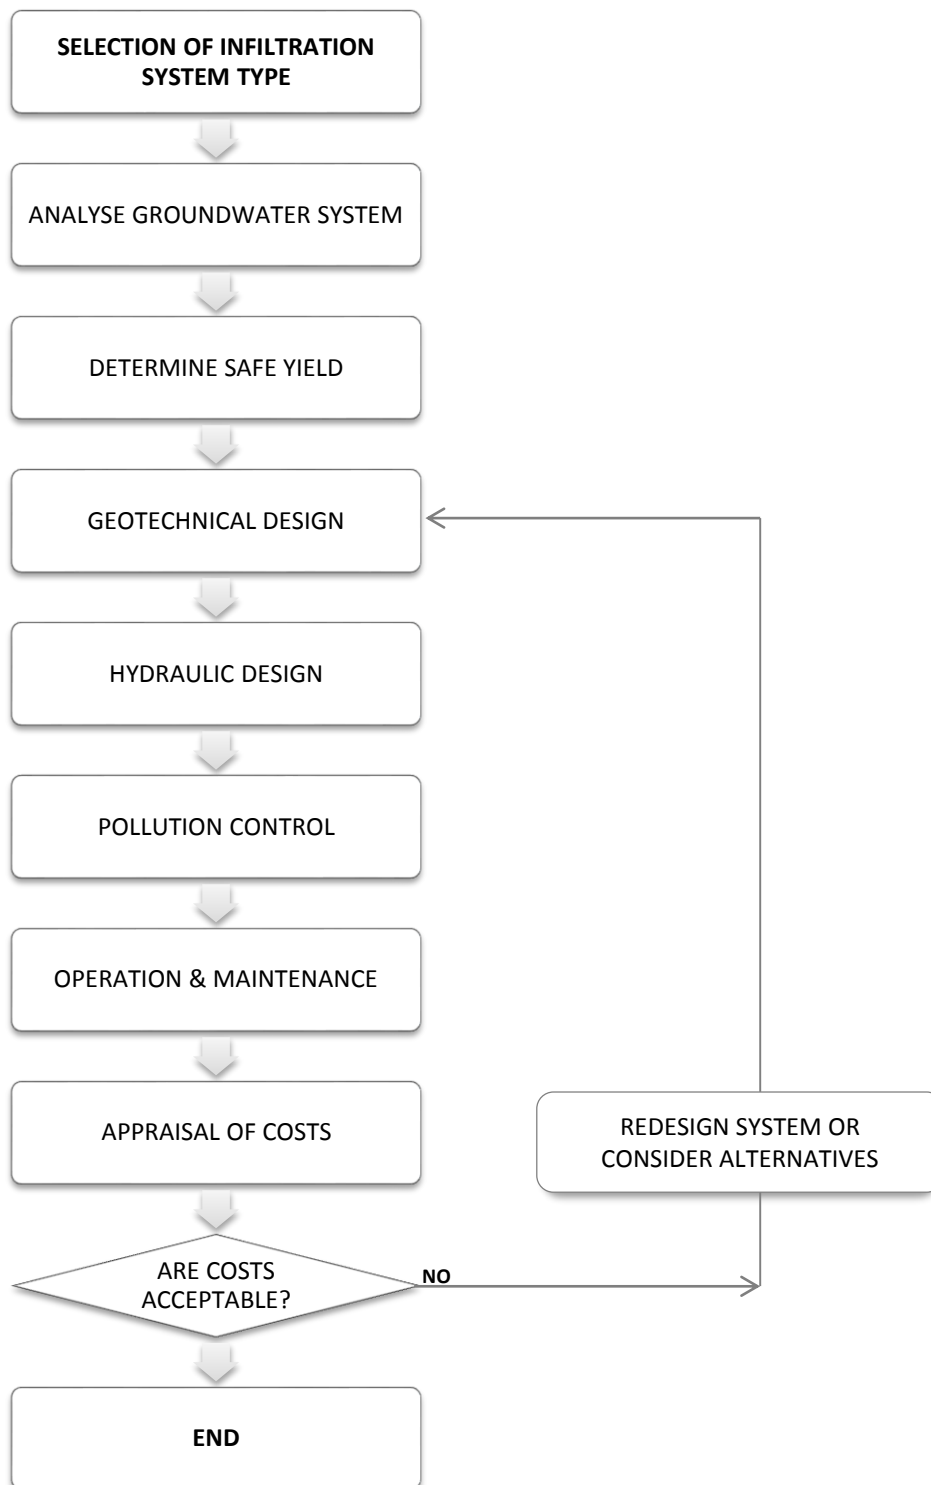 SELECTION OF INFILTRATION
SYSTEM TYPE
ANALYSE GROUNDWATER SYSTEM
DETERMINE SAFE YIELD
GEOTECHNICAL DESIGN
HYDRAULIC DESIGN
POLLUTION CONTROL
OPERATION & MAINTENANCE
APPRAISAL OF COSTS
REDESIGN SYSTEM OR
CONSIDER ALTERNATIVES
ARE COSTS
ACCEPTABLE?
NO
END